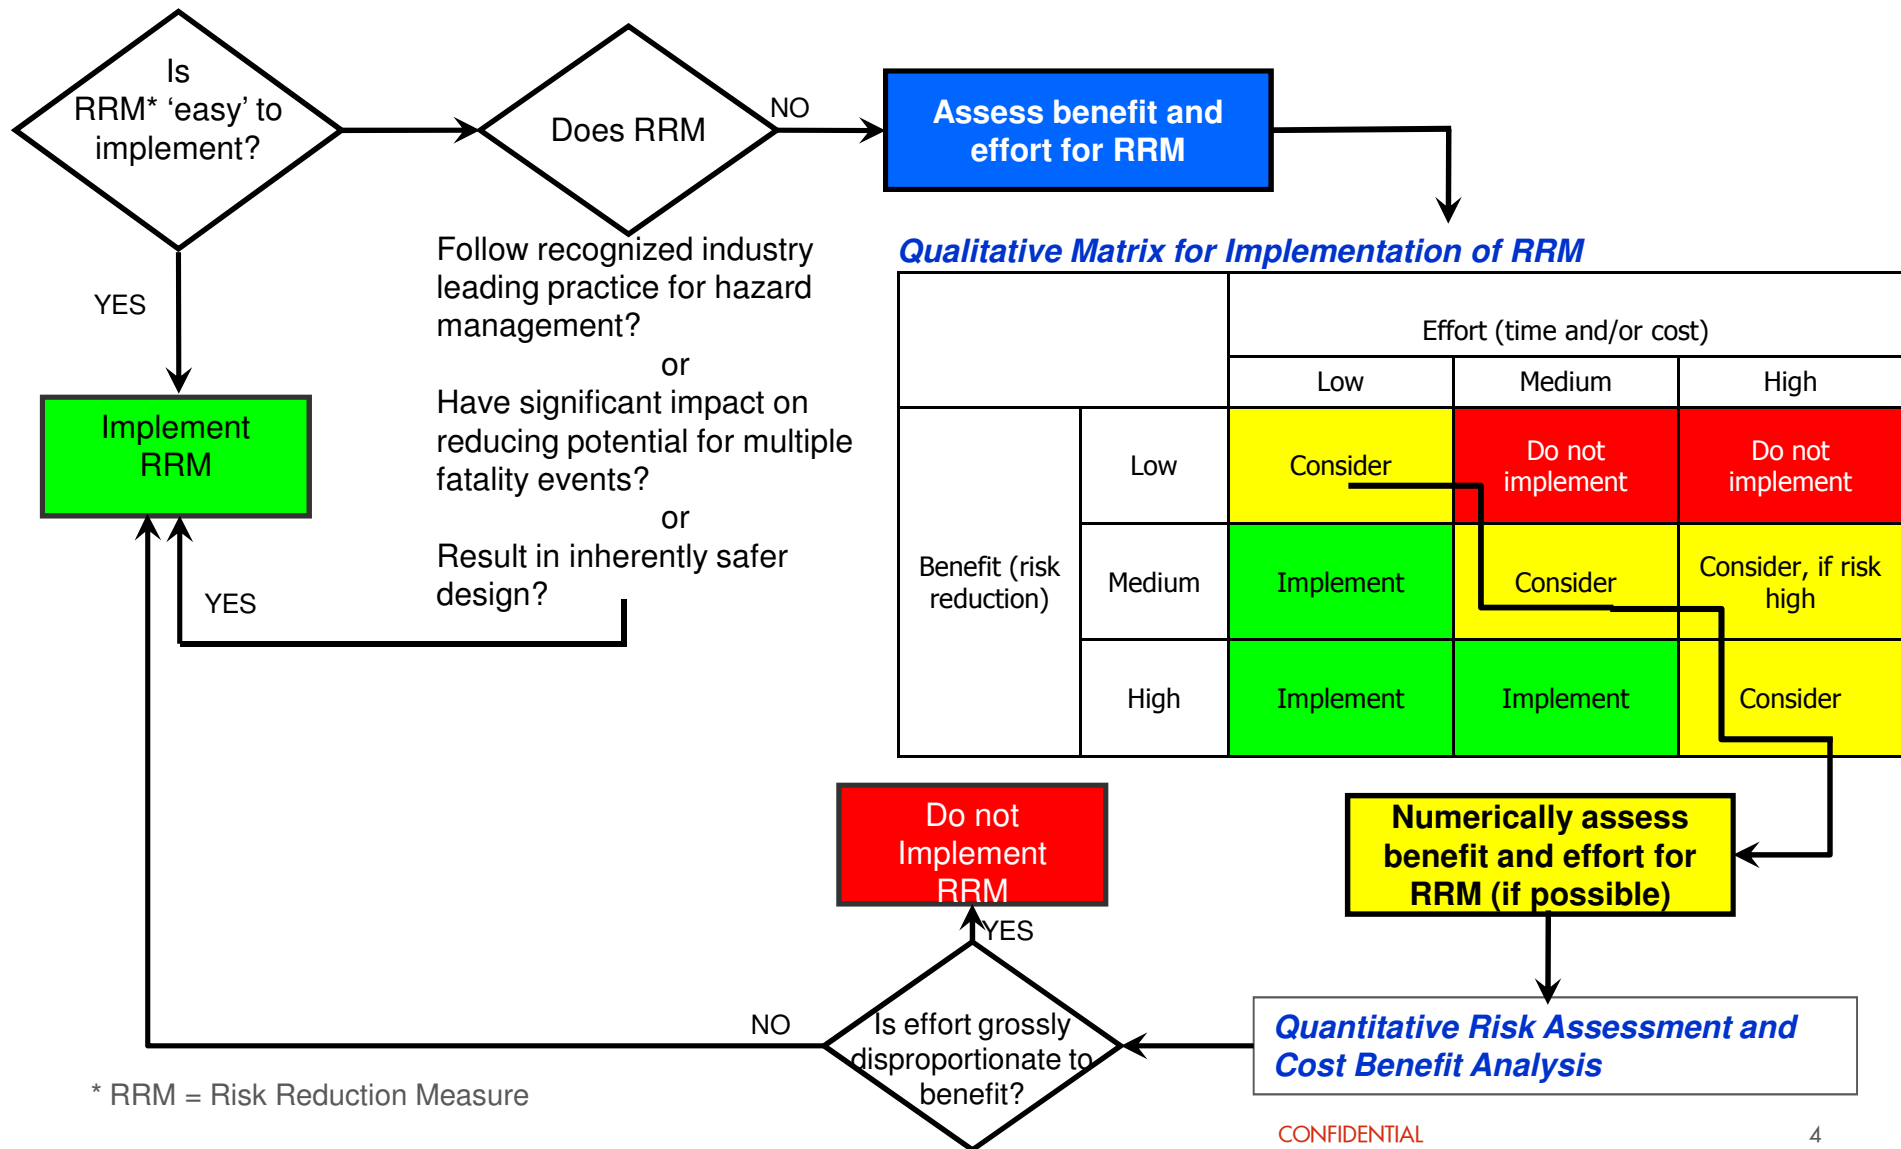 Is
RRM* ‘easy’ to
implement?
YES
Implement
RRM
Does RRM
NO
Follow recognized industry
leading practice for hazard
management?
or
Have significant impact on
reducing potential for multiple
fatality events?
or
Result in inherently safer
design?
YES
Assess benefit and
effort for RRM
Qualitative Matrix for Implementation of RRM
Effort (time and/or cost)
Low
Medium
High
Benefit (risk
reduction)
Low
Consider
Do not
implement
Do not
implement
Medium
Implement
Consider
Consider, if risk
high
High
Implement
Implement
Consider
Numerically assess
benefit and effort for
RRM (if possible)
Quantitative Risk Assessment and
Cost Benefit Analysis
Is effort grossly
disproportionate to
benefit?
YES
Do not
Implement
RRM
NO
* RRM = Risk Reduction Measure
CONFIDENTIAL
4